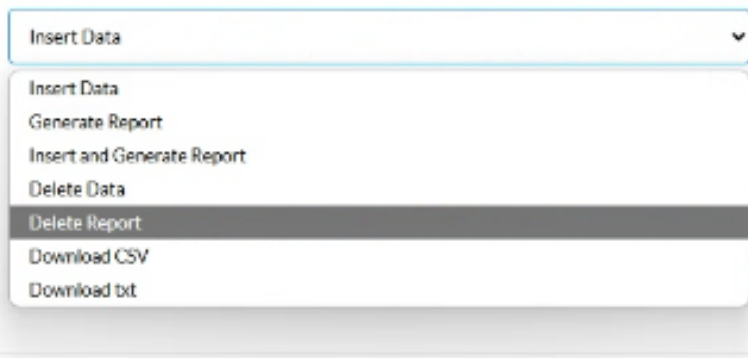 Insert Data
Insert Data
Generate Report
Insert and Generate Report
Delete Data
Delete Report
Download CSV
Download txt